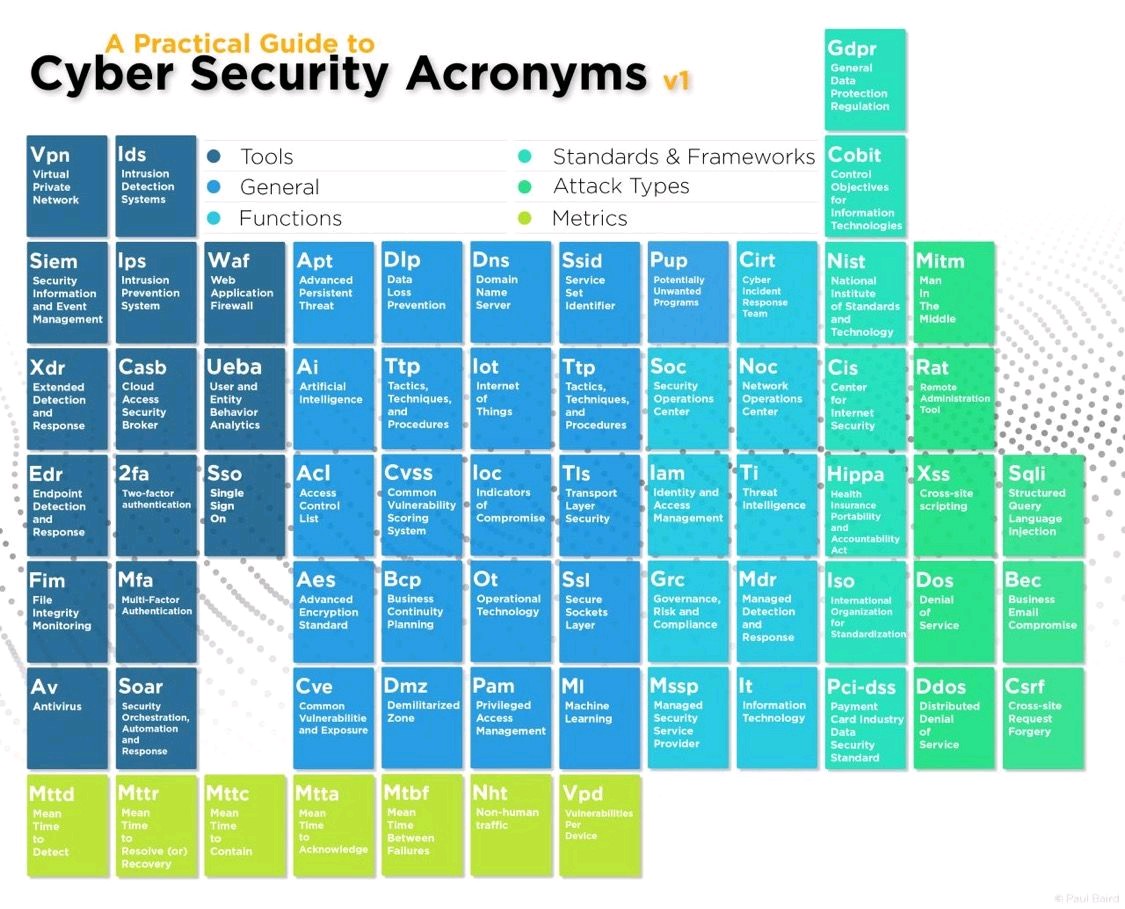 A Practical Guide to
Cyber Security Acronyms v1
Gdpr
General
Data
Protection
Regulation
Vpn
Virtual
Private
Network
Ids
Intrusion
Detection
Systems
Tools
General
Functions
Standards & Frameworks
Attack Types
Metrics
Cobit
Control
Objectives
for
Information
Technologies
Siem
Security
Information
and Event
Management
Ips
Intrusion
Prevention
System
Waf
Web
Application
Firewall
Apt
Advanced
Persistent
Threat
Dlp
Data
Loss
Prevention
Dns
Domain
Name
Server
Ssid
Service
Set
Identifier
Pup
Potentially
Unwanted
Programs
Cirt
Cyber
Incident
Response
Team
Nist
National
Institute
of Standards
and
Technology
Mitm
Man
In
The
Middle
Xdr
Extended
Detection
and
Response
Casb
Cloud
Access
Security
Broker
Ueba
User and
Entity
Behavior
Analytics
Ai
Artificial
Intelligence
Ttp
Tactics,
Techniques,
and
Procedures
Iot
Internet
of
Things
Ttp
Tactics,
Techniques,
and
Procedures
Soc
Security
Operations
Center
Noc
Network
Operations
Center
Cis
Center
for
Internet
Security
Rat
Remote
Administration
Tool
Edr
Endpoint
Detection
and
Response
2fa
Two-factor
authentication
Sso
Single
Sign
On
Acl
Access
Control
List
Cvss
Common
Vulnerability
Scoring
System
Ioc
Indicators
of
Compromise
Tls
Transport
Layer
Security
Iam
Identity and
Access
Management
Ti
Threat
Intelligence
Hippa
Health
Insurance
Portability
and
Accountability
Act
Xss
Cross-site
scripting
Sqli
Structured
Query
Language
injection
Fim
File
Integrity
Monitoring
Mfa
Multi-Factor
Authentication
Aes
Advanced
Encryption
Standard
Bcp
Business
Continuity
Planning
Ot
Operational
Technology
Ssl
Secure
Sockets
Layer
Grc
Governance,
Risk and
Compliance
Mdr
Managed
Detection
and
Response
Iso
International
Organization
for
Standardization
Dos
Denial
of
Service
Bec
Business
Email
Compromise
Av
Antivirus
Soar
Security
Orchestration,
Automation
and
Response
Cve
Common
Vulnerabilitie
and Exposure
Dmz
Demilitarized
Zone
Pam
Privileged
Access
Management
Ml
Machine
Learning
Mssp
Managed
Security
Service
Provider
It
Information
Technology
Pci-dss
Payment
Card Industry
Data
Security
Standard
Ddos
Distributed
Denial
of
Service
Csrf
Cross-site
Request
Forgery
Mttd
Mean
Time
to
Detect
Mttr
Mean
Time
to
Resolve (or)
Recovery
Mttc
Mean
Time
to
Contain
Mtta
Mean
Time
to
Acknowledge
Mtbf
Mean
Time
Between
Failures
Nht
Non-human
traffic
Vpd
Vulnerabilities
Per
Device
© Paul Baird